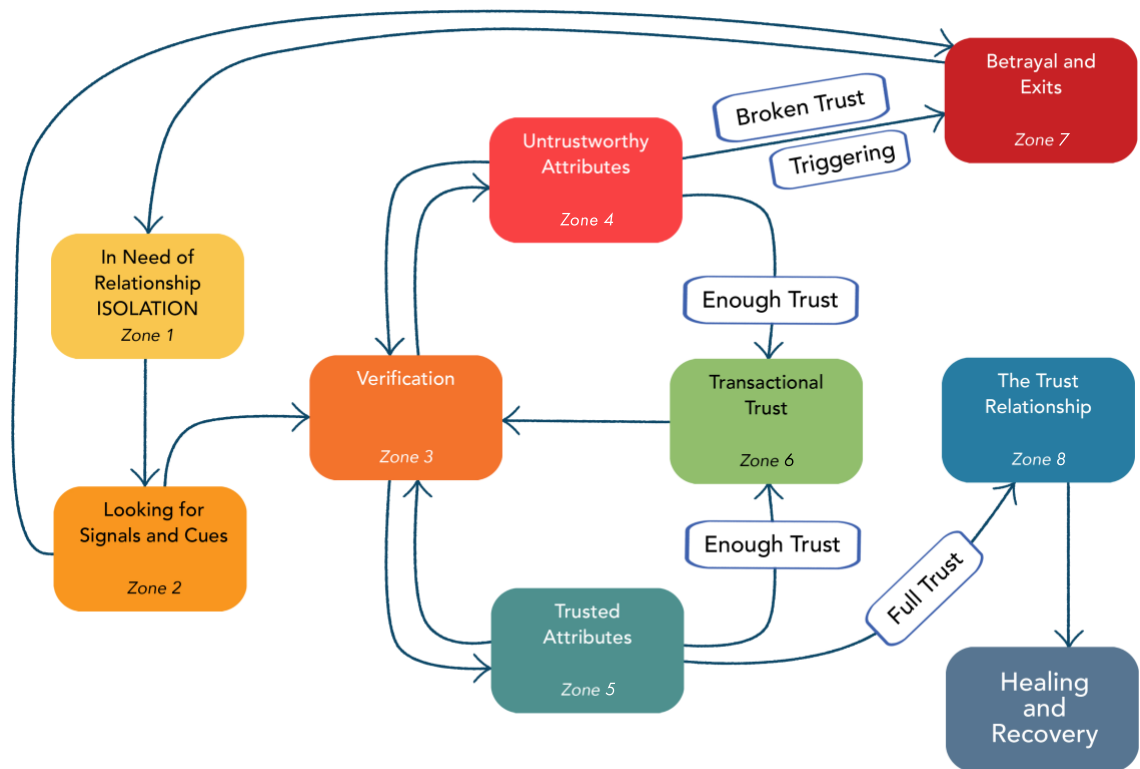 Betrayal and
Exits
Zone 7
Broken Trust
Triggering
Untrustworthy
Attributes
Zone 4
In Need of
Relationship
ISOLATION
Zone 1
Enough Trust
Verification
Zone 3
Transactional
Trust
Zone 6
The Trust
Relationship
Zone 8
Looking for
Signals and Cues
Zone 2
Enough Trust
Full Trust
Trusted
Attributes
Zone 5
Healing
and
Recovery